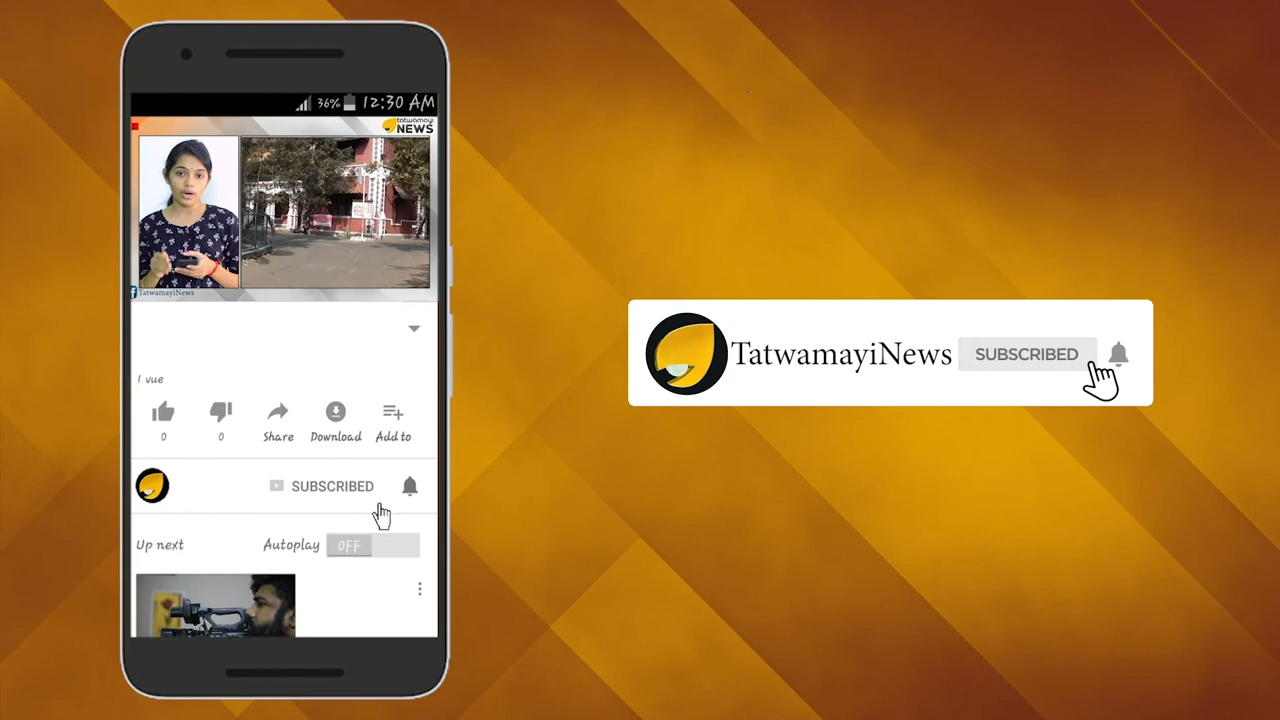 36% 12:30 AM
tatwamayi
NEWS
TatwamayiNews
1 vue
0 0 Share Download Add to
SUBSCRIBED
Up next Autoplay OFF
TatwamayiNews SUBSCRIBED